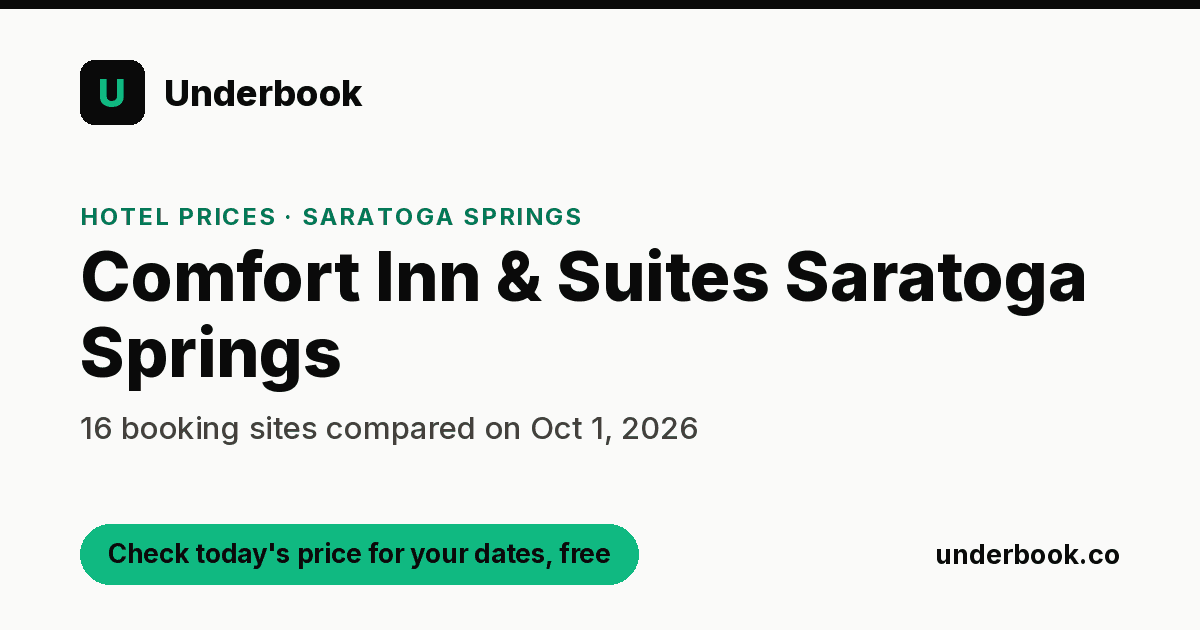 U Underbook
HOTEL PRICES · SARATOGA SPRINGS
Comfort Inn & Suites Saratoga
Springs
16 booking sites compared on Oct 1, 2026
Check today's price for your dates, free
underbook.co